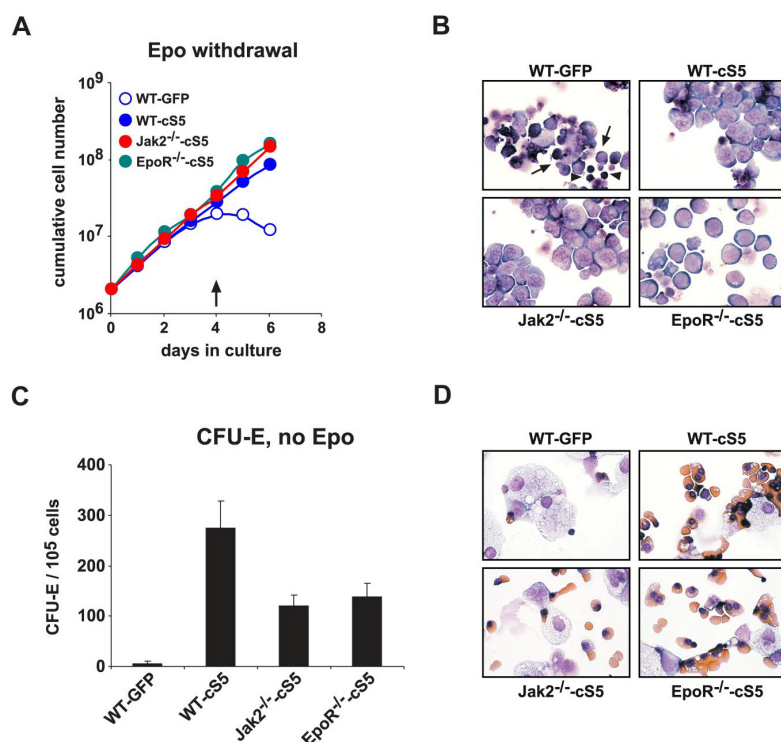 A
Epo withdrawal
10⁹
10⁸
10⁷
10⁶
cumulative cell number
WT-GFP
WT-cS5
Jak2⁻/⁻-cS5
EpoR⁻/⁻-cS5
0 2 4 6 8
days in culture
B
WT-GFP WT-cS5
Jak2⁻/⁻-cS5 EpoR⁻/⁻-cS5
C
CFU-E, no Epo
400
300
200
100
0
CFU-E / 10⁵ cells
WT-GFP
WT-cS5
Jak2⁻/⁻-cS5
EpoR⁻/⁻-cS5
D
WT-GFP WT-cS5
Jak2⁻/⁻-cS5 EpoR⁻/⁻-cS5